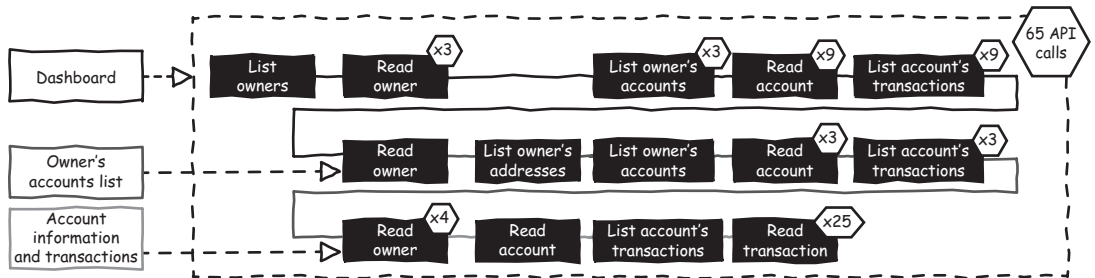 65 API
calls
Dashboard
List
owners
Read
owner
x3
List owner's
accounts
x3
Read
account
x9
List account's
transactions
x9
Owner's
accounts list
Read
owner
List owner's
addresses
List owner's
accounts
Read
account
x3
List account's
transactions
x3
Account
information
and transactions
Read
owner
x4
Read
account
List account's
transactions
Read
transaction
x25